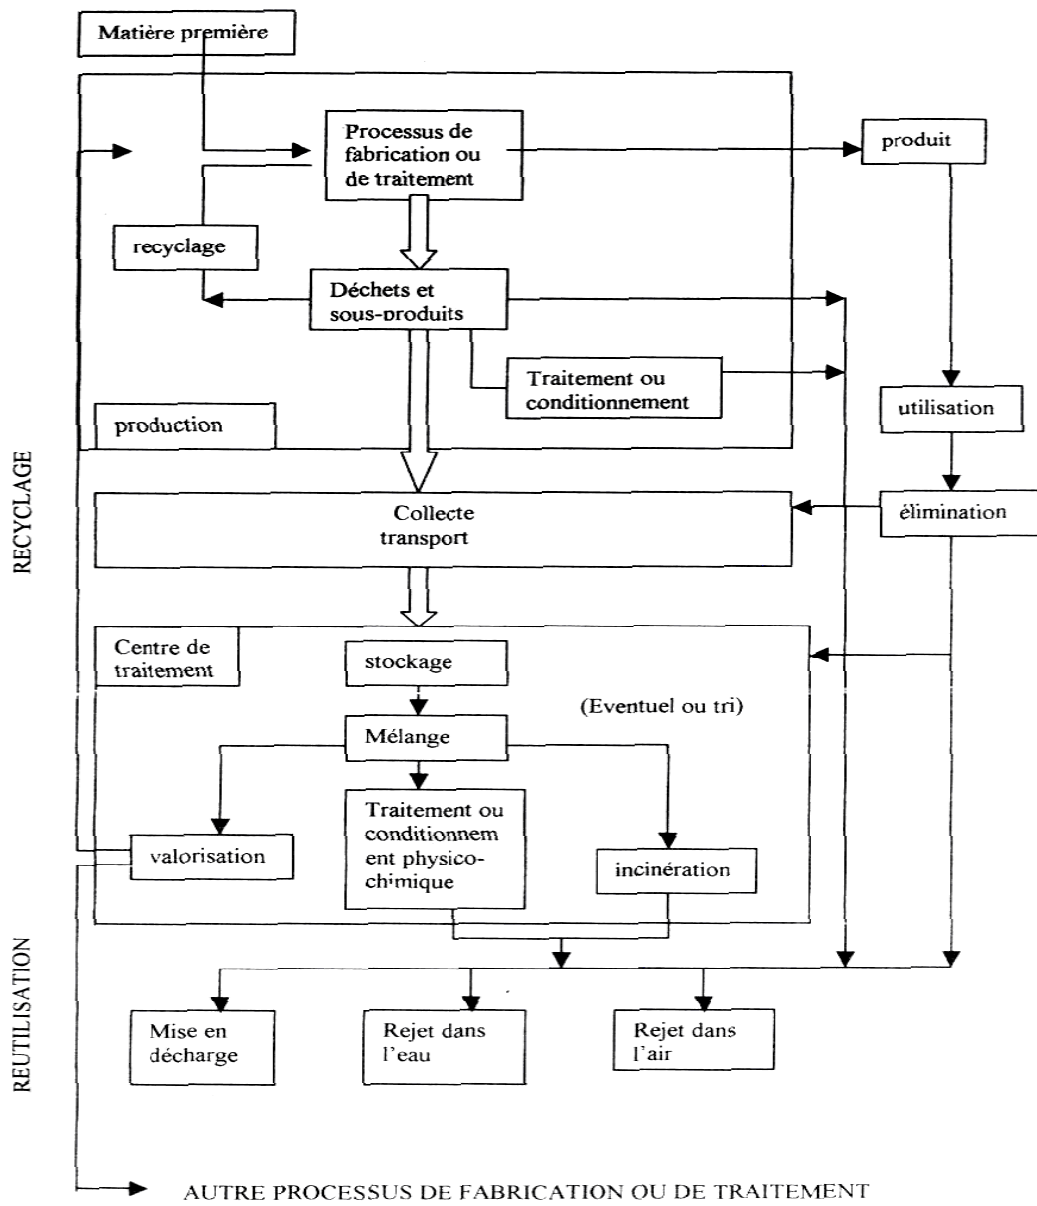 Matière première
Processus de
fabrication ou
de traitement
produit
recyclage
Déchets et
sous-produits
Traitement ou
conditionnement
utilisation
production
RECYCLAGE
Collecte
transport
élimination
Centre de
traitement
stockage
(Eventuel ou tri)
Mélange
Traitement ou
conditionnem
ent physico-
chimique
valorisation
incinération
REUTILISATION
Mise en
décharge
Rejet dans
l'eau
Rejet dans
l'air
AUTRE PROCESSUS DE FABRICATION OU DE TRAITEMENT